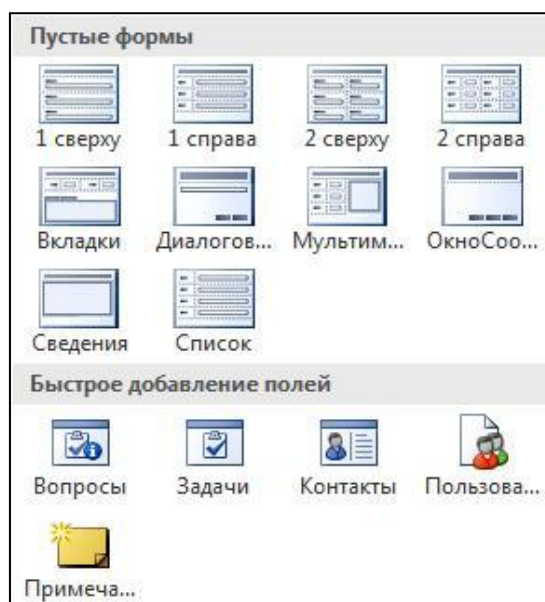 Пустые формы
1 сверху 1 справа 2 сверху 2 справа
Вкладки Диалогов... Мультим... ОкноСоо...
Сведения Список
Быстрое добавление полей
Вопросы Задачи Контакты Пользова...
Примеча...